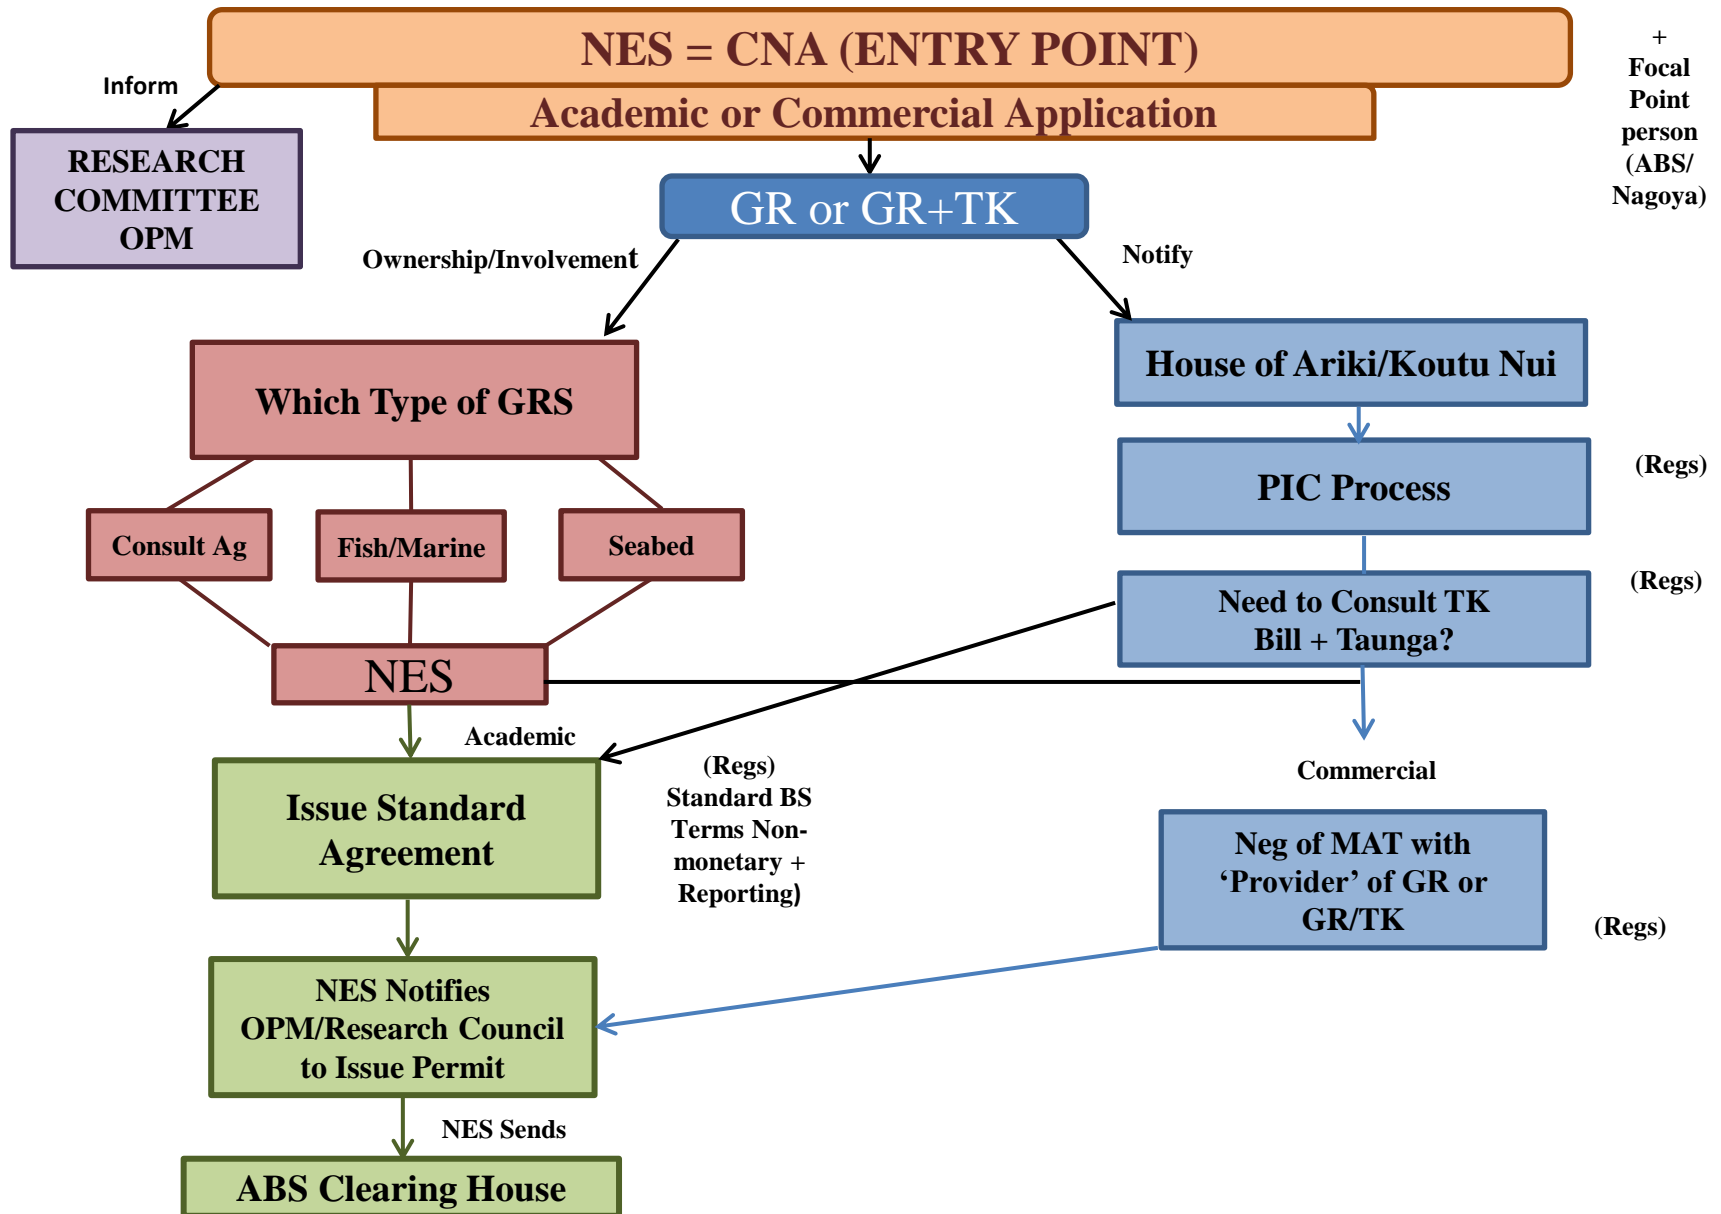 NES = CNA (ENTRY POINT)
+
Focal
Point
person
(ABS/
Nagoya)
Inform
Academic or Commercial Application
RESEARCH
COMMITTEE
OPM
GR or GR+TK
Ownership/Involvement
Notify
Which Type of GRS
House of Ariki/Koutu Nui
PIC Process
(Regs)
Consult Ag
Fish/Marine
Seabed
Need to Consult TK
Bill + Taunga?
(Regs)
NES
Academic
Issue Standard
Agreement
(Regs)
Standard BS
Terms Non-
monetary +
Reporting)
Commercial
Neg of MAT with
‘Provider’ of GR or
GR/TK
(Regs)
NES Notifies
OPM/Research Council
to Issue Permit
NES Sends
ABS Clearing House